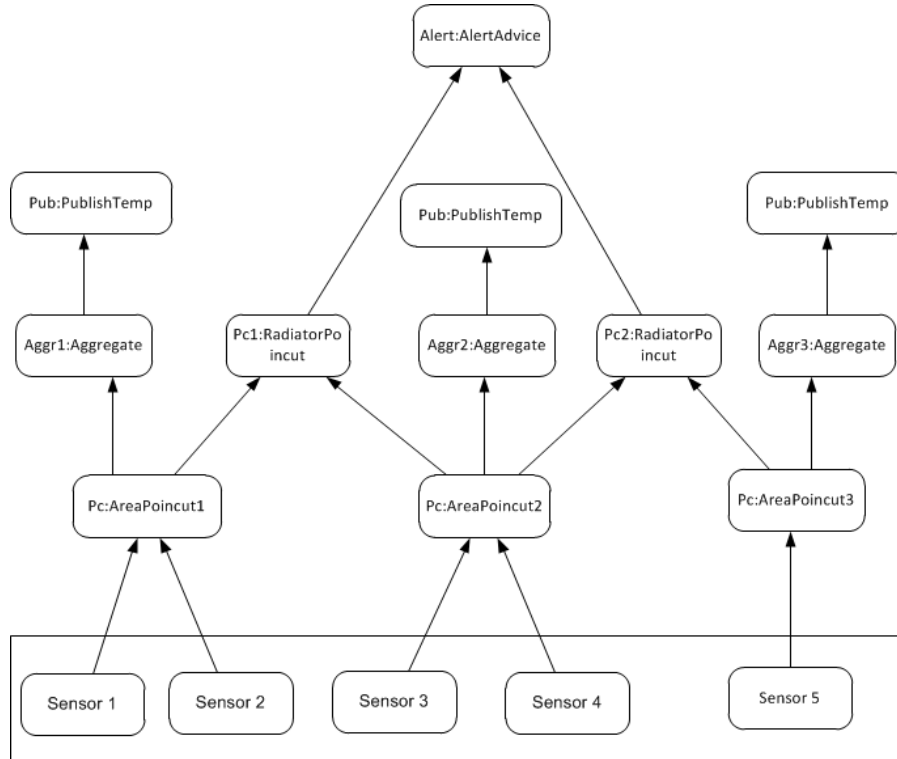 Alert:AlertAdvice
Pub:PublishTemp
Pub:PublishTemp
Pub:PublishTemp
Aggr1:Aggregate
Pc1:RadiatorPo
incut
Aggr2:Aggregate
Pc2:RadiatorPo
incut
Aggr3:Aggregate
Pc:AreaPoincut1
Pc:AreaPoincut2
Pc:AreaPoincut3
Sensor 1
Sensor 2
Sensor 3
Sensor 4
Sensor 5